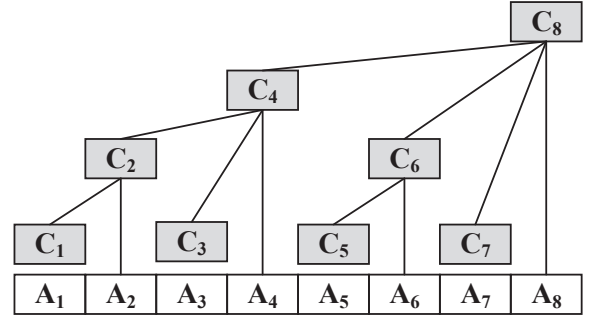 C₈
C₄
C₂ C₆
C₁ C₃ C₅ C₇
A₁ A₂ A₃ A₄ A₅ A₆ A₇ A₈